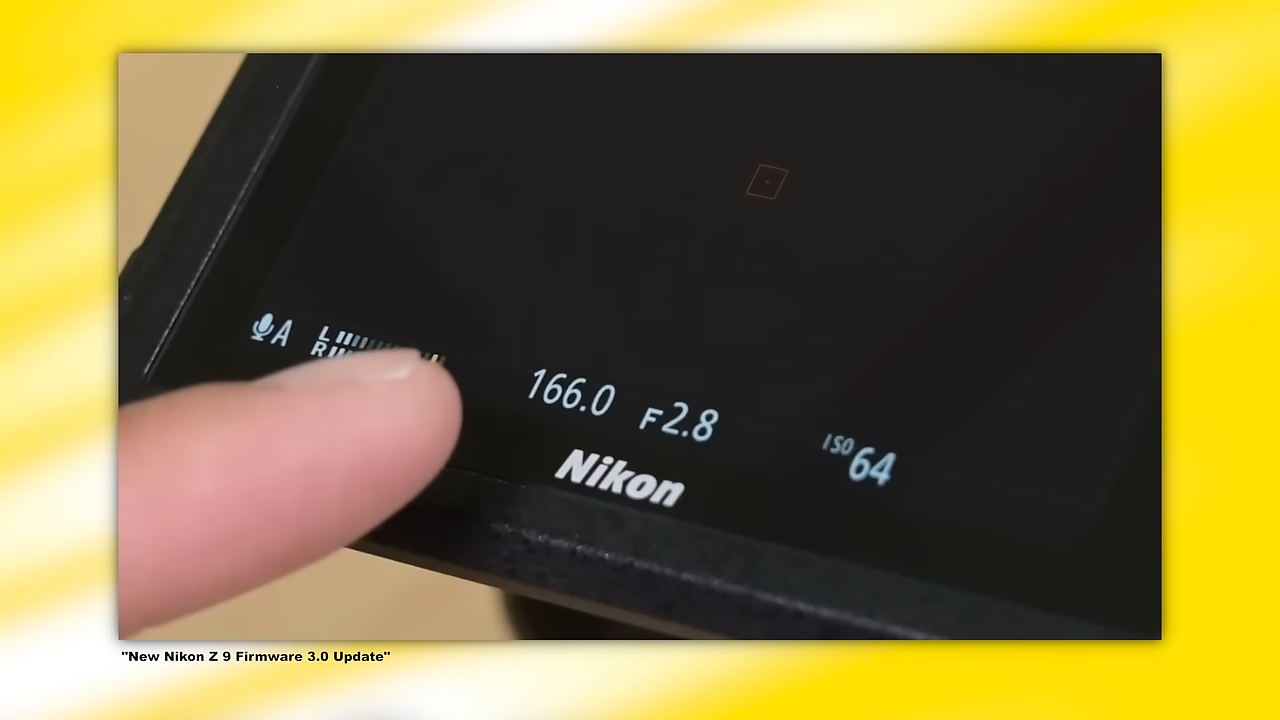 A
L
R
166.0 F2.8 ISO 64
Nikon
"New Nikon Z 9 Firmware 3.0 Update"